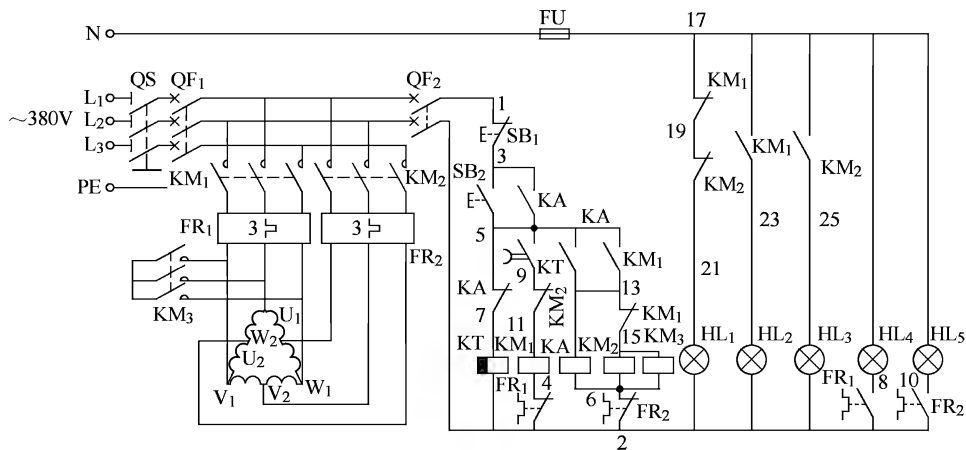 N
FU
17
QS
QF₁
QF₂
L₁
L₂
L₃
~380V
PE
1
SB₁
3
SB₂
KM₁
KM₂
KA
KA
KM₁
19
KM₂
KM₁
KM₂
FR₁
3
3
FR₂
5
KT
9
KM₁
23
25
21
KM₃
KA
7
11
KM₂
13
KM₁
U₁
W₂
U₂
V₁
V₂
W₁
KT
KM₁
KA
KM₂
15
KM₃
HL₁
HL₂
HL₃
HL₄
HL₅
FR₁
4
6
FR₂
2
FR₁
8
10
FR₂